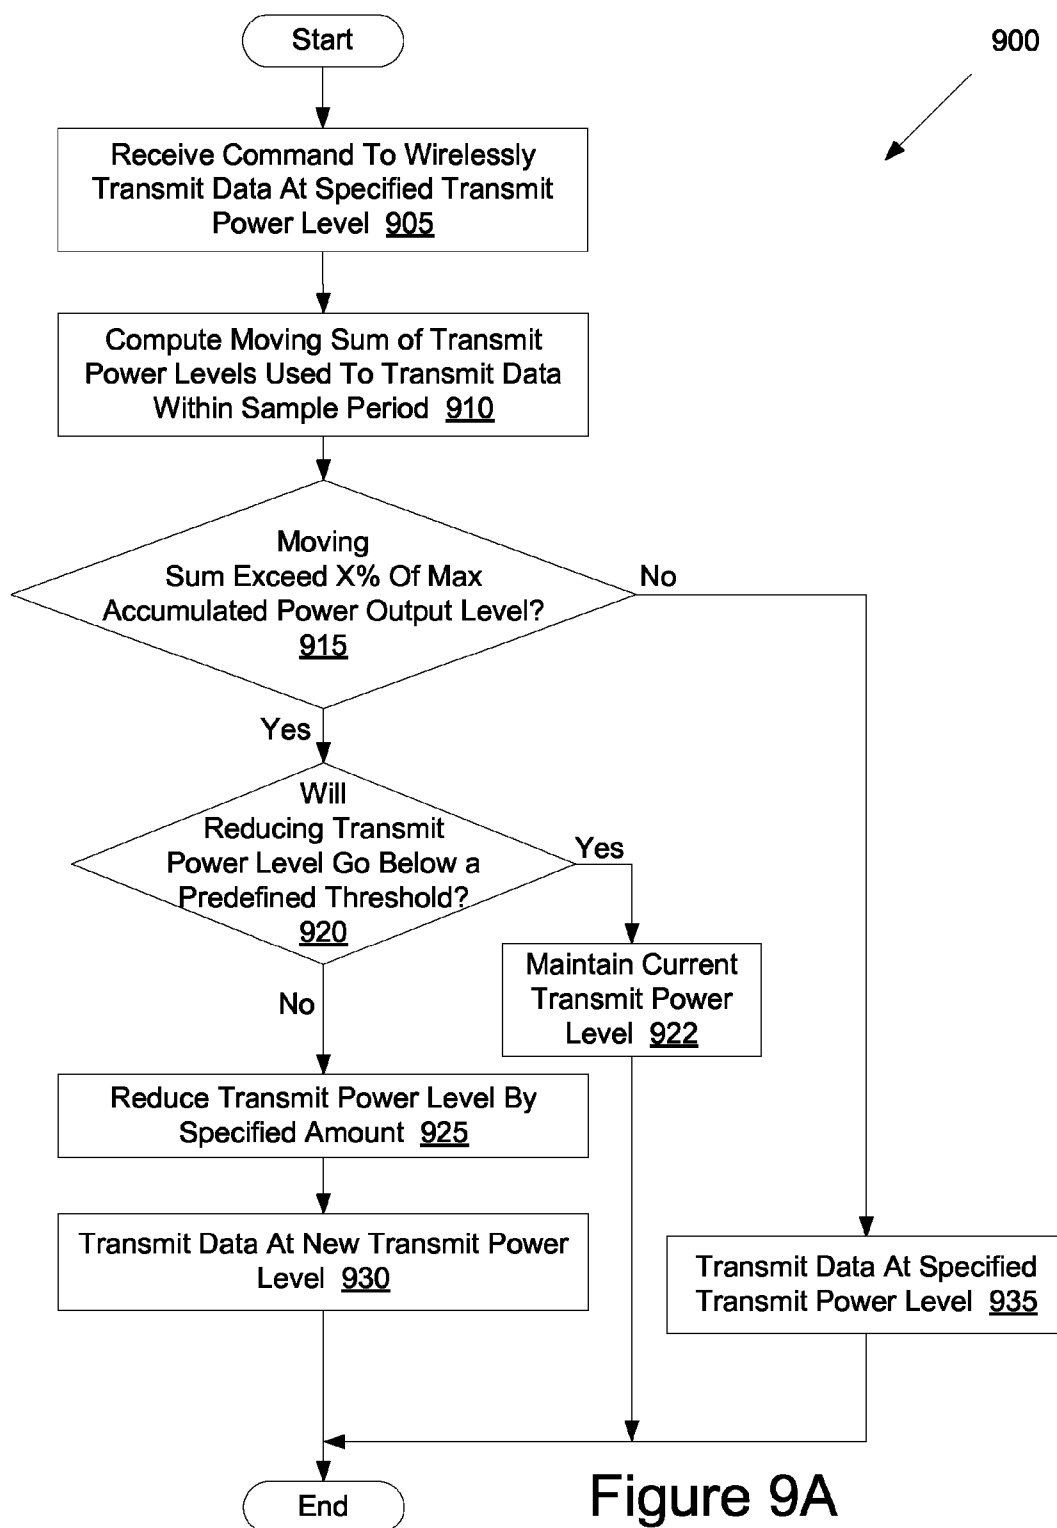 Start
900
Receive Command To Wirelessly
Transmit Data At Specified Transmit
Power Level 905
Compute Moving Sum of Transmit
Power Levels Used To Transmit Data
Within Sample Period 910
Moving
Sum Exceed X% Of Max
Accumulated Power Output Level?
915
No
Yes
Will
Reducing Transmit
Power Level Go Below a
Predefined Threshold?
920
Yes
Maintain Current
Transmit Power
Level 922
No
Reduce Transmit Power Level By
Specified Amount 925
Transmit Data At New Transmit Power
Level 930
Transmit Data At Specified
Transmit Power Level 935
End
Figure 9A